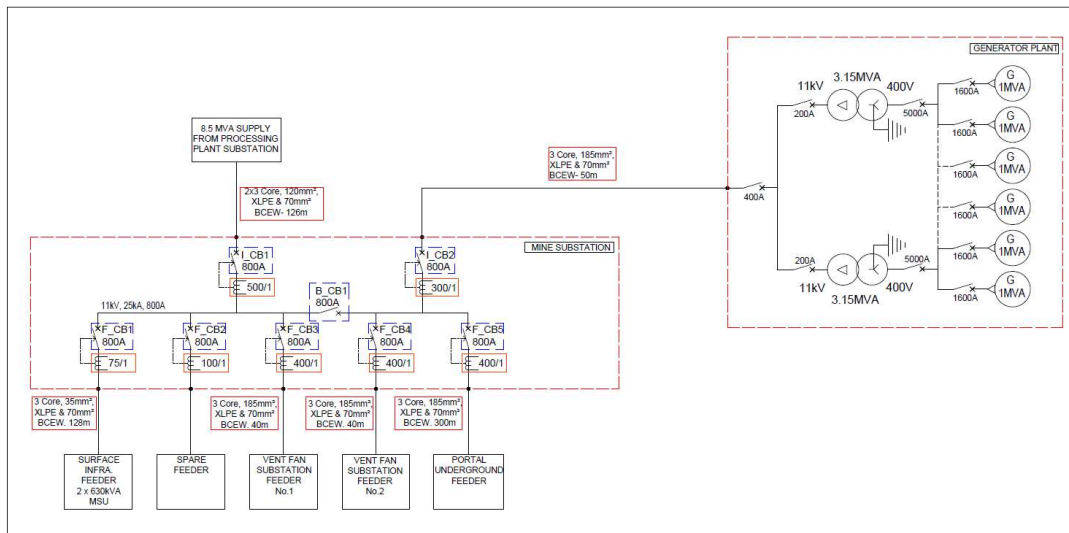 GENERATOR PLANT
11kV
3.15MVA
400V
200A
5000A
1600A
G
1MVA
1600A
G
1MVA
1600A
G
1MVA
1600A
G
1MVA
1600A
G
1MVA
1600A
G
1MVA
400A
200A
5000A
11kV
400V
3.15MVA
8.5 MVA SUPPLY
FROM PROCESSING
PLANT SUBSTATION
3 Core, 185mm²,
XLPE & 70mm²
BCEW- 50m
2x3 Core, 120mm²,
XLPE & 70mm²
BCEW- 126m
MINE SUBSTATION
I_CB1
800A
500/1
I_CB2
800A
300/1
B_CB1
800A
11kV, 25kA, 800A
F_CB1
800A
75/1
F_CB2
800A
100/1
F_CB3
800A
400/1
F_CB4
800A
400/1
F_CB5
800A
400/1
3 Core, 35mm²,
XLPE & 70mm²
BCEW. 128m
3 Core, 185mm²,
XLPE & 70mm²
BCEW. 40m
3 Core, 185mm²,
XLPE & 70mm²
BCEW. 40m
3 Core, 185mm²,
XLPE & 70mm²
BCEW. 300m
SURFACE
INFRA.
FEEDER
2 x 630kVA
MSU
SPARE
FEEDER
VENT FAN
SUBSTATION
FEEDER
No.1
VENT FAN
SUBSTATION
FEEDER
No.2
PORTAL
UNDERGROUND
FEEDER